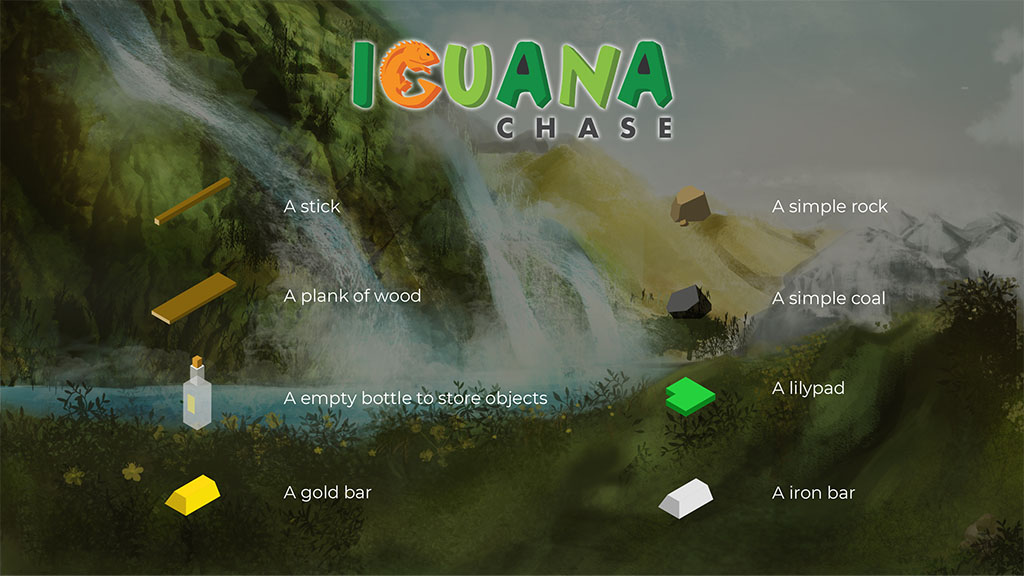 IGUANA
CHASE
A stick
A simple rock
A plank of wood
A simple coal
A empty bottle to store objects
A lilypad
A gold bar
A iron bar